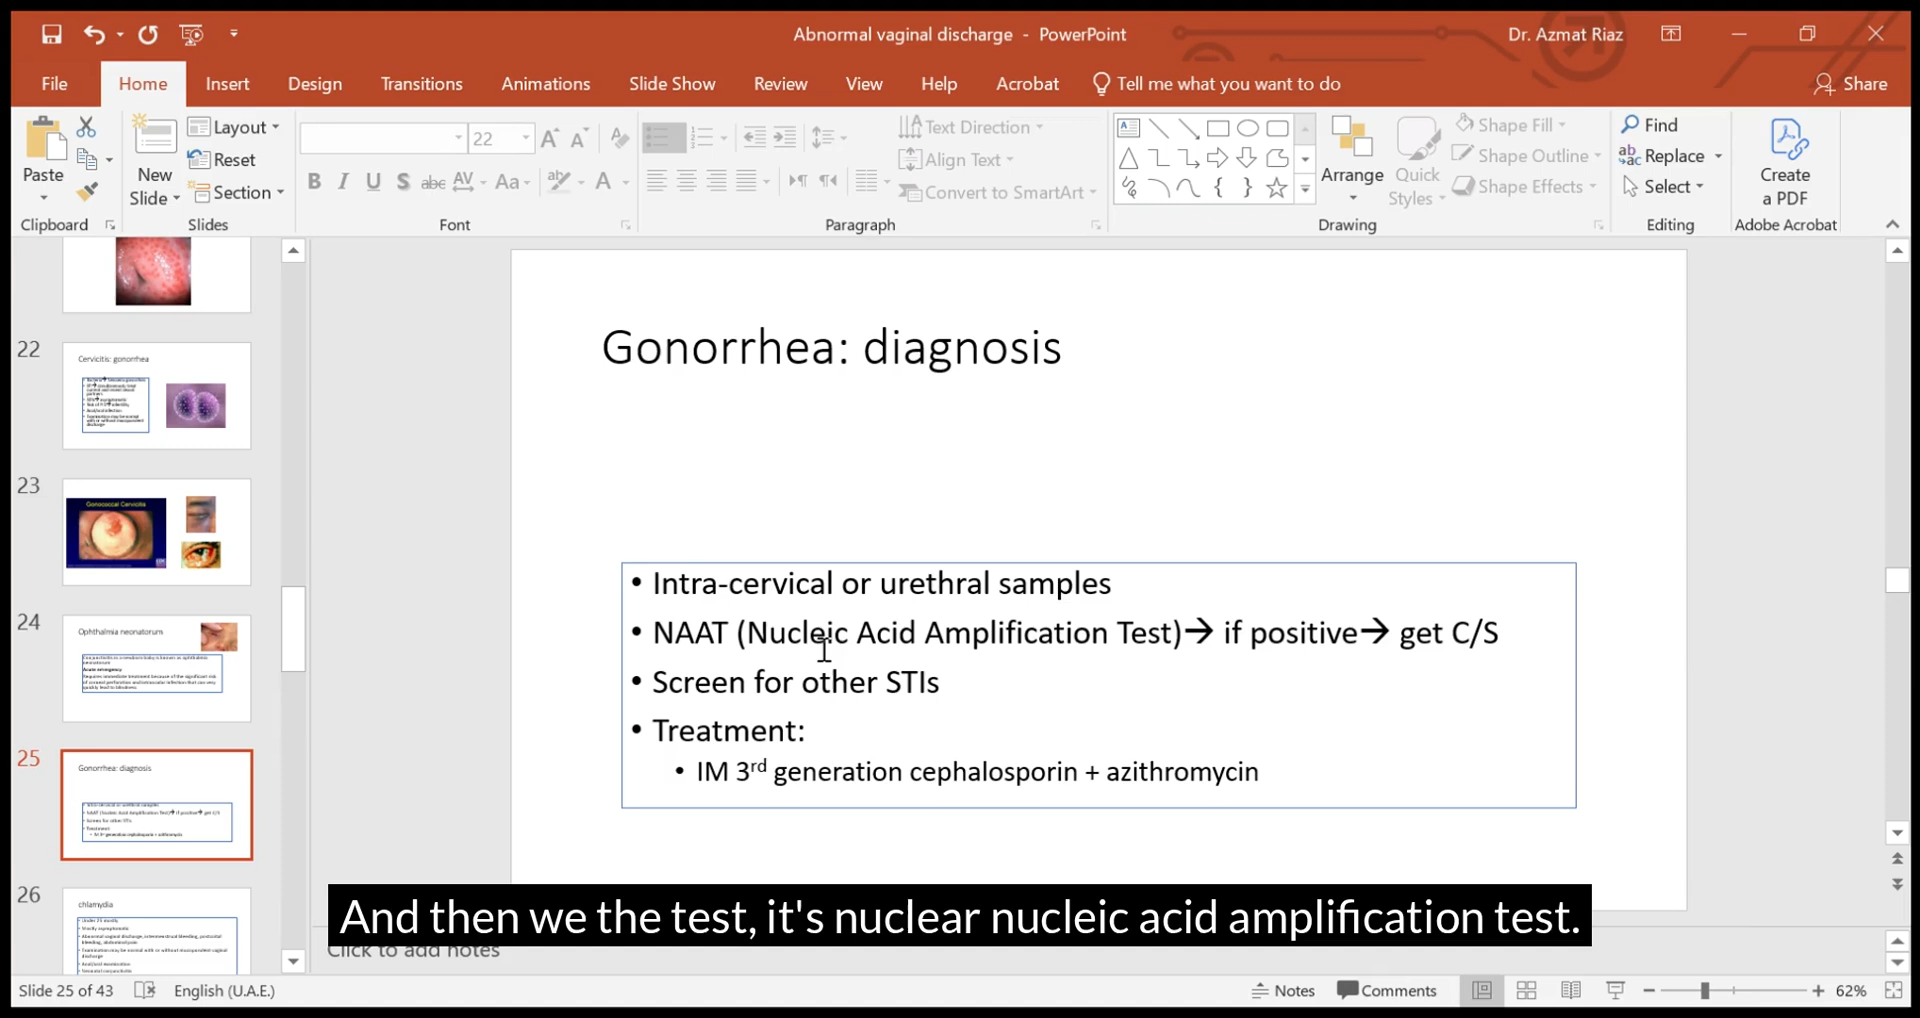 Abnormal vaginal discharge - PowerPoint
Dr. Azmat Riaz
File Home Insert Design Transitions Animations Slide Show Review View Help Acrobat Tell me what you want to do Share
Paste
New Slide
Layout
Reset
Section
22
B I U S abc AV Aa A
Text Direction
Align Text
Convert to SmartArt
Arrange
Quick Styles
Shape Fill
Shape Outline
Shape Effects
Find
Replace
Select
Create a PDF
Clipboard Slides Font Paragraph Drawing Editing Adobe Acrobat
22
Cervicitis: gonorrhea
23
Gonococcal Cervicitis
24
Ophthalmia neonatorum
25
Gonorrhea: diagnosis
26
chlamydia
Gonorrhea: diagnosis
• Intra-cervical or urethral samples
• NAAT (Nucleic Acid Amplification Test)→ if positive→ get C/S
• Screen for other STIs
• Treatment:
• IM 3rd generation cephalosporin + azithromycin
And then we the test, it's nuclear nucleic acid amplification test.
Click to add notes
Slide 25 of 43 English (U.A.E.) Notes Comments 62%